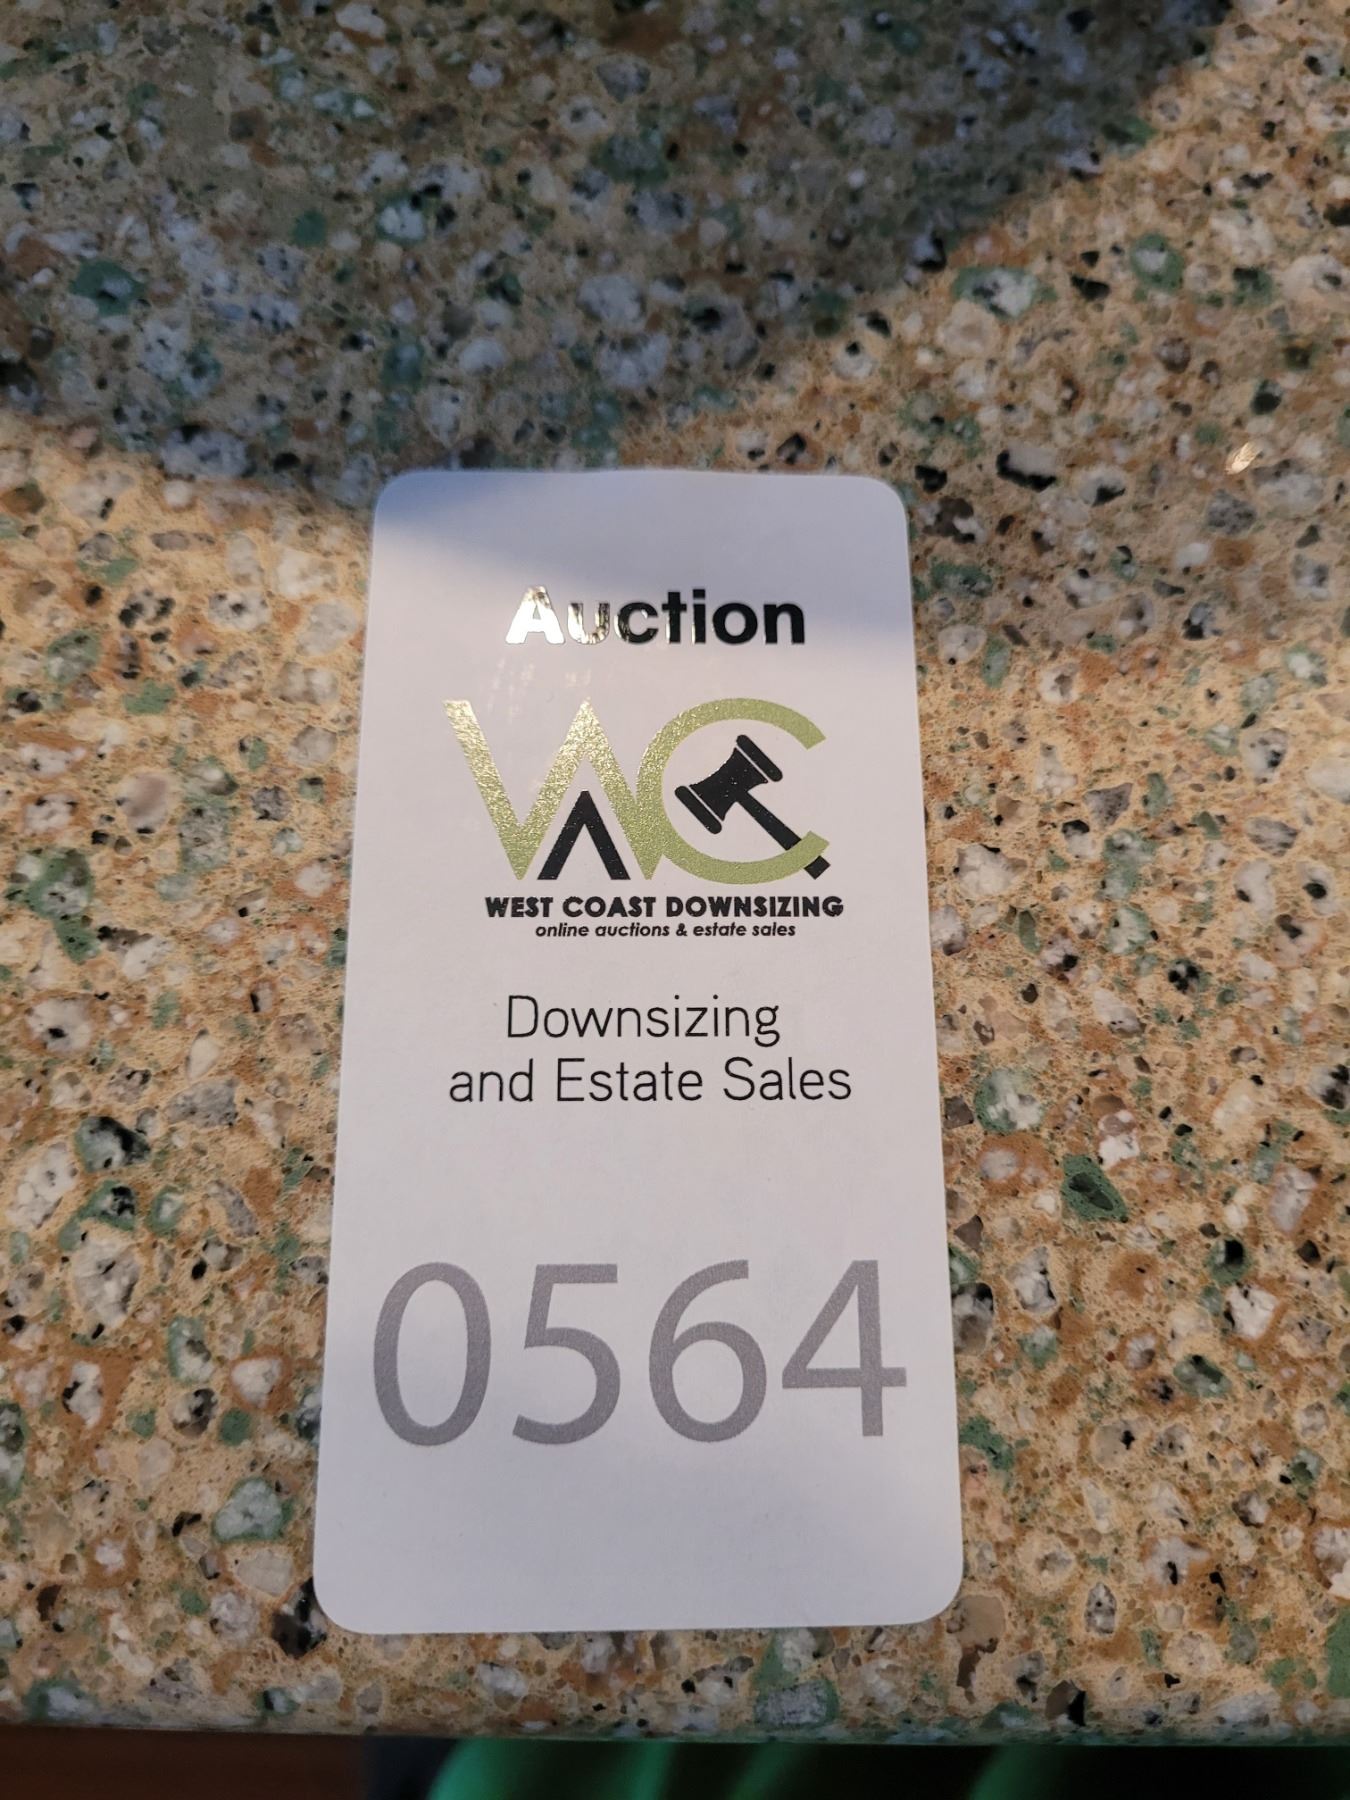 Auction
WC
WEST COAST DOWNSIZING
online auctions & estate sales
Downsizing
and Estate Sales
0564